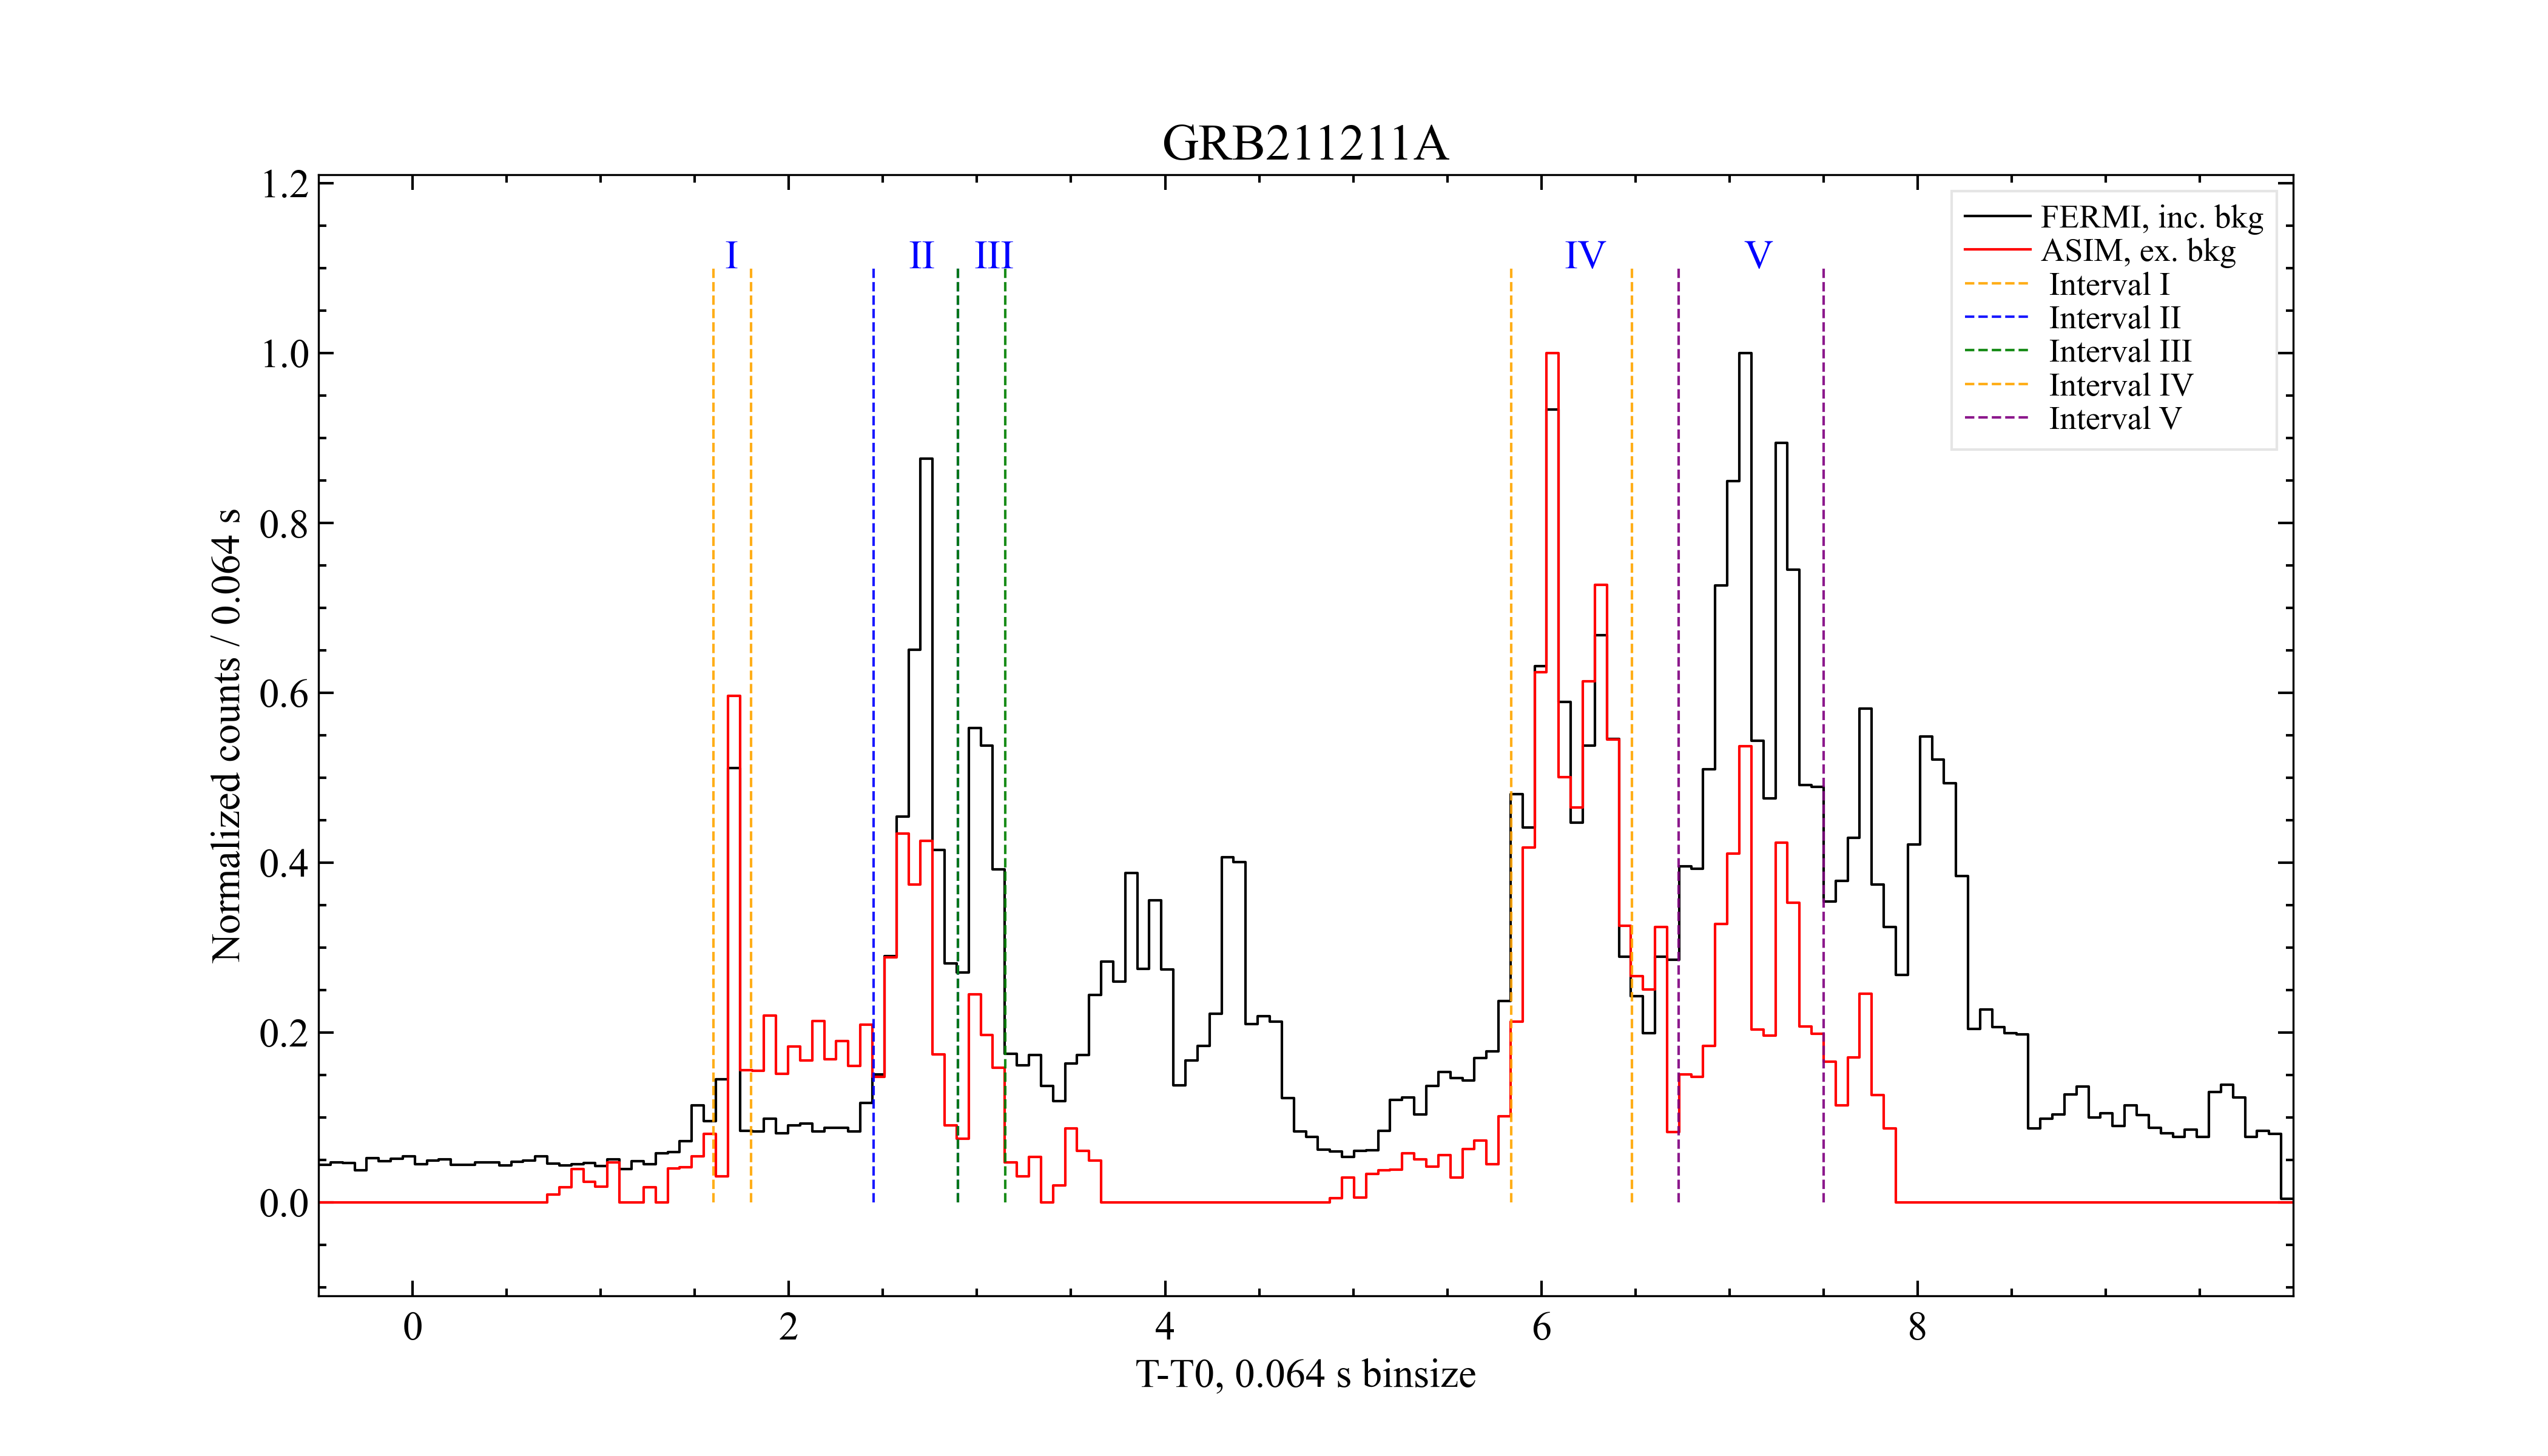 GRB211211A
I II III IV V
FERMI, inc. bkg
ASIM, ex. bkg
Interval I
Interval II
Interval III
Interval IV
Interval V
Normalized counts / 0.064 s
1.2
1.0
0.8
0.6
0.4
0.2
0.0
0 2 4 6 8
T-T0, 0.064 s binsize